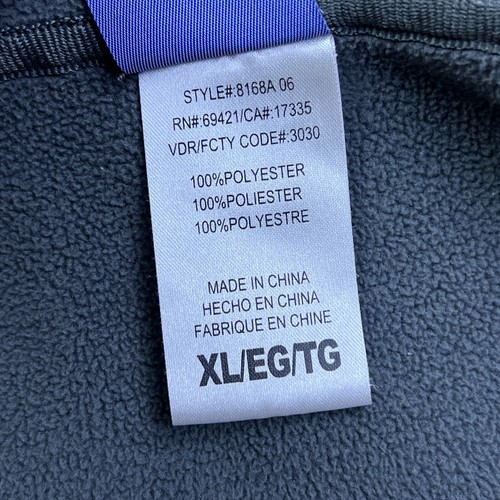 STYLE#:8168A 06
RN#:69421/CA#:17335
VDR/FCTY CODE#:3030
100%POLYESTER
100%POLIESTER
100%POLYESTRE
MADE IN CHINA
HECHO EN CHINA
FABRIQUE EN CHINE
XL/EG/TG